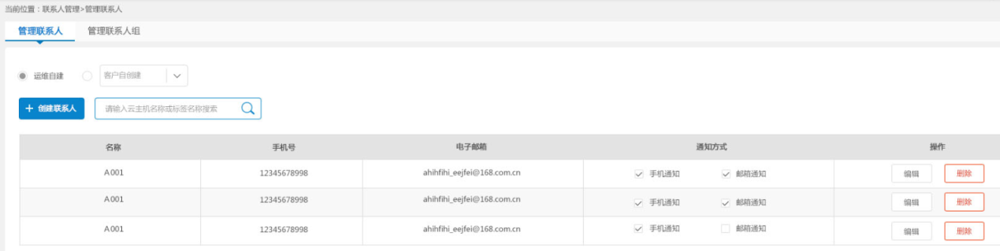 当前位置：联系人管理>管理联系人
管理联系人 管理联系人组
运维自建 客户自创建
+ 创建联系人 请输入云主机名称或标签名称搜索
名称 手机号 电子邮箱 通知方式 操作
A001 12345678998 ahihfihi_eejfei@168.com.cn 手机通知 邮箱通知 编辑 删除
A001 12345678998 ahihfihi_eejfei@168.com.cn 手机通知 邮箱通知 编辑 删除
A001 12345678998 ahihfihi_eejfei@168.com.cn 手机通知 邮箱通知 编辑 删除